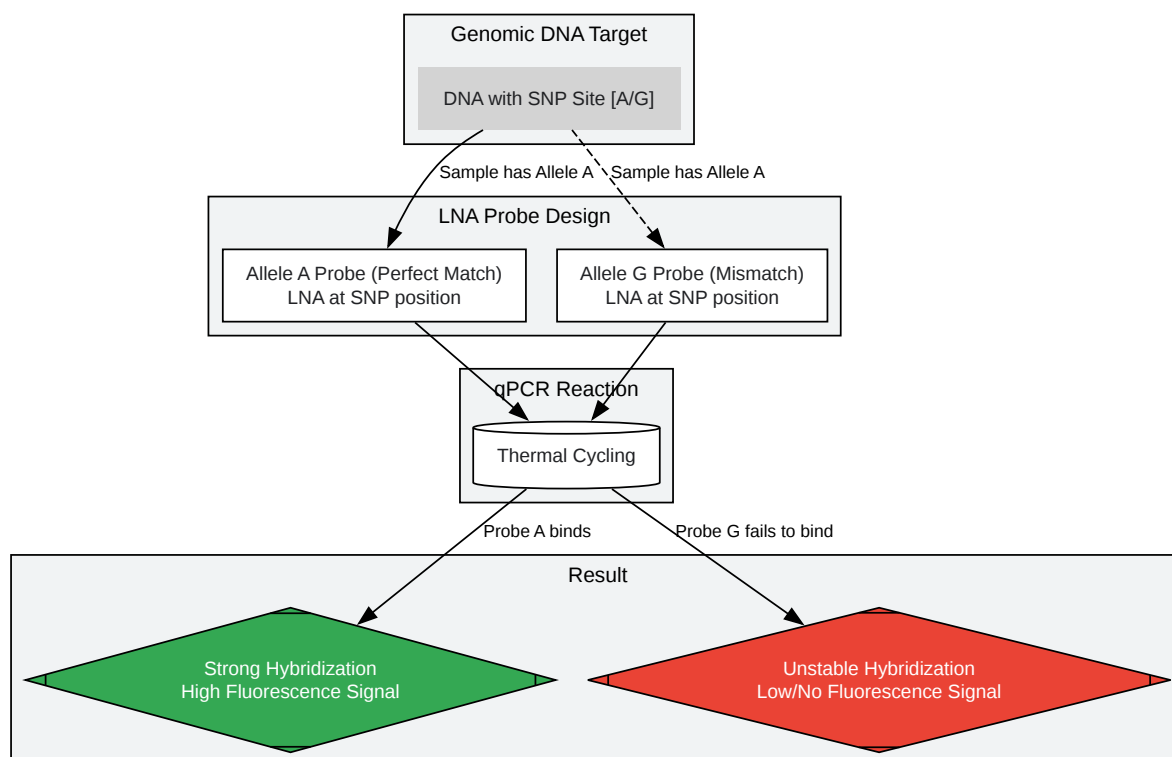 Genomic DNA Target
DNA with SNP Site [A/G]
Sample has Allele A
Sample has Allele A
LNA Probe Design
Allele A Probe (Perfect Match)
LNA at SNP position
Allele G Probe (Mismatch)
LNA at SNP position
qPCR Reaction
Thermal Cycling
Probe A binds
Probe G fails to bind
Result
Strong Hybridization
High Fluorescence Signal
Unstable Hybridization
Low/No Fluorescence Signal